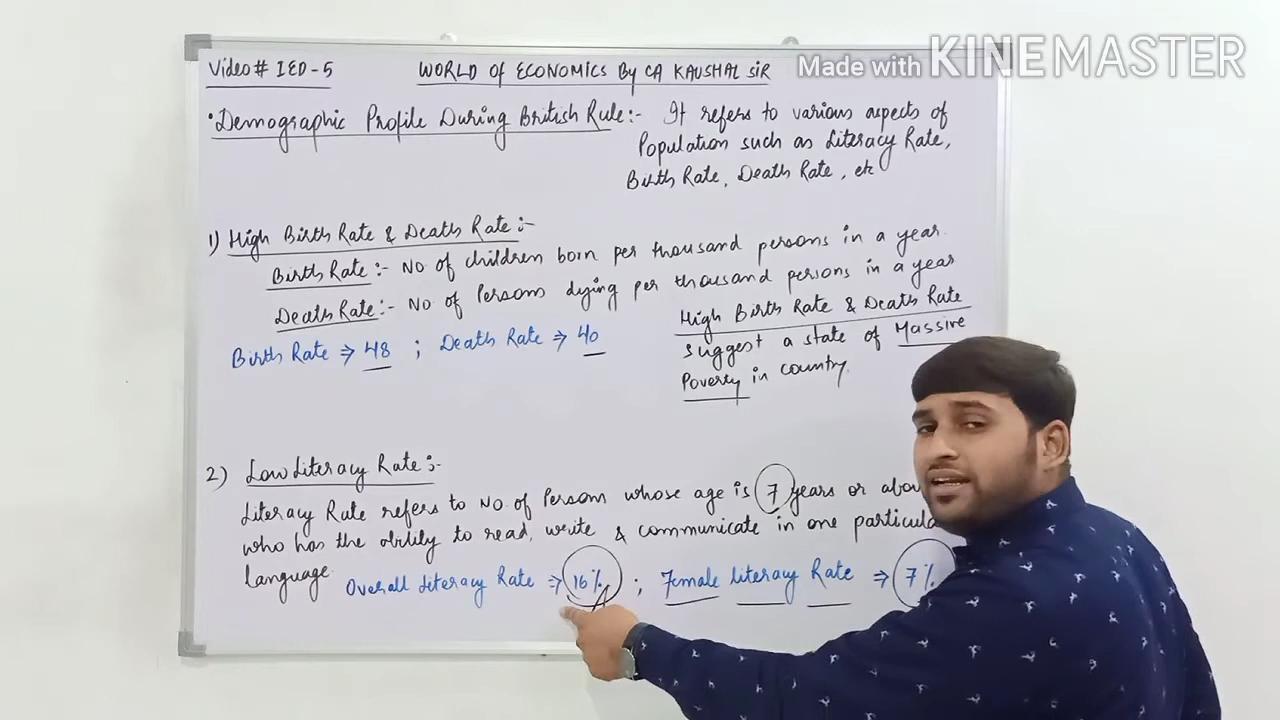 Made with KINEMASTER
Video# IED-5 WORLD of ECONOMICS By CA KAUSHAL SIR
• Demographic Profile During British Rule:- It refers to various aspects of
Population such as Literacy Rate,
Birth Rate, Death Rate, etc
1) High Birth Rate & Death Rate:-
Birth Rate:- No of children born per thousand persons in a year.
Death Rate:- No of Persons dying per thousand persons in a year
High Birth Rate & Death Rate
Birth Rate ⇒ 48 ; Death Rate ⇒ 40
suggest a state of Massive
Poverty in country.
2) Low Literacy Rate:-
Literacy Rate refers to No. of Persons whose age is 7 years or abov
who has the ability to read, write & communicate in one particula
language.
Overall Literacy Rate ⇒ 16% ; Female literacy Rate ⇒ 7%